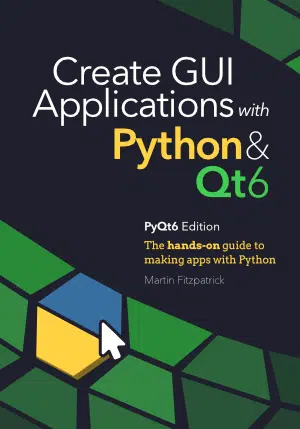 Create GUI
Applications with
Python &
Qt6
PyQt6 Edition
The hands-on guide to
making apps with Python
Martin Fitzpatrick